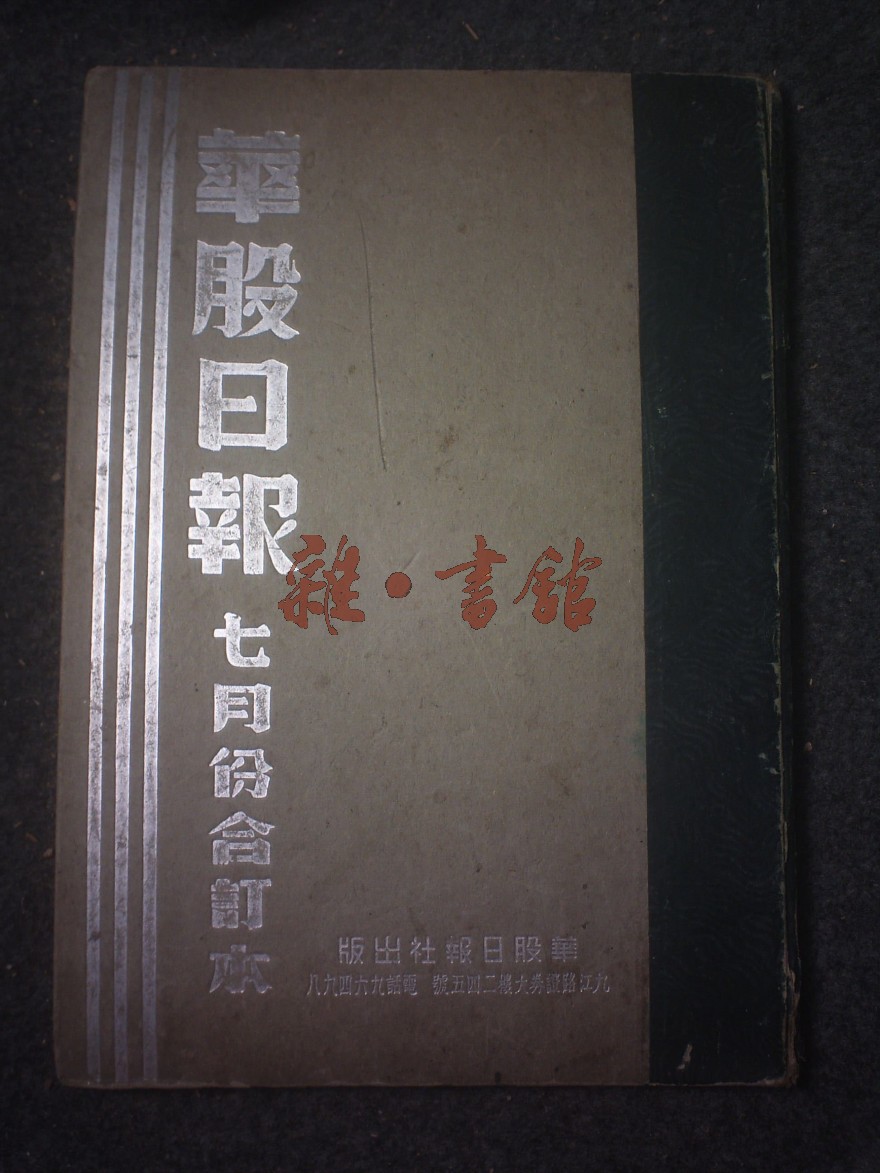 華股日報 七月份合訂本
雜·書舘
華股日報社出版
九江路證券大樓二四五號 電話九六四九八